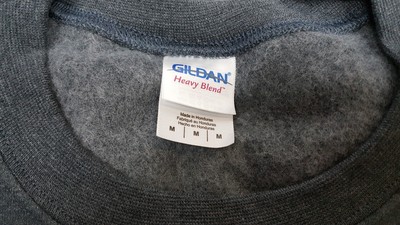 GILDAN®
Heavy Blend™
Made in Honduras
Fabriqué au Honduras
Hecho en Honduras
M | M | M